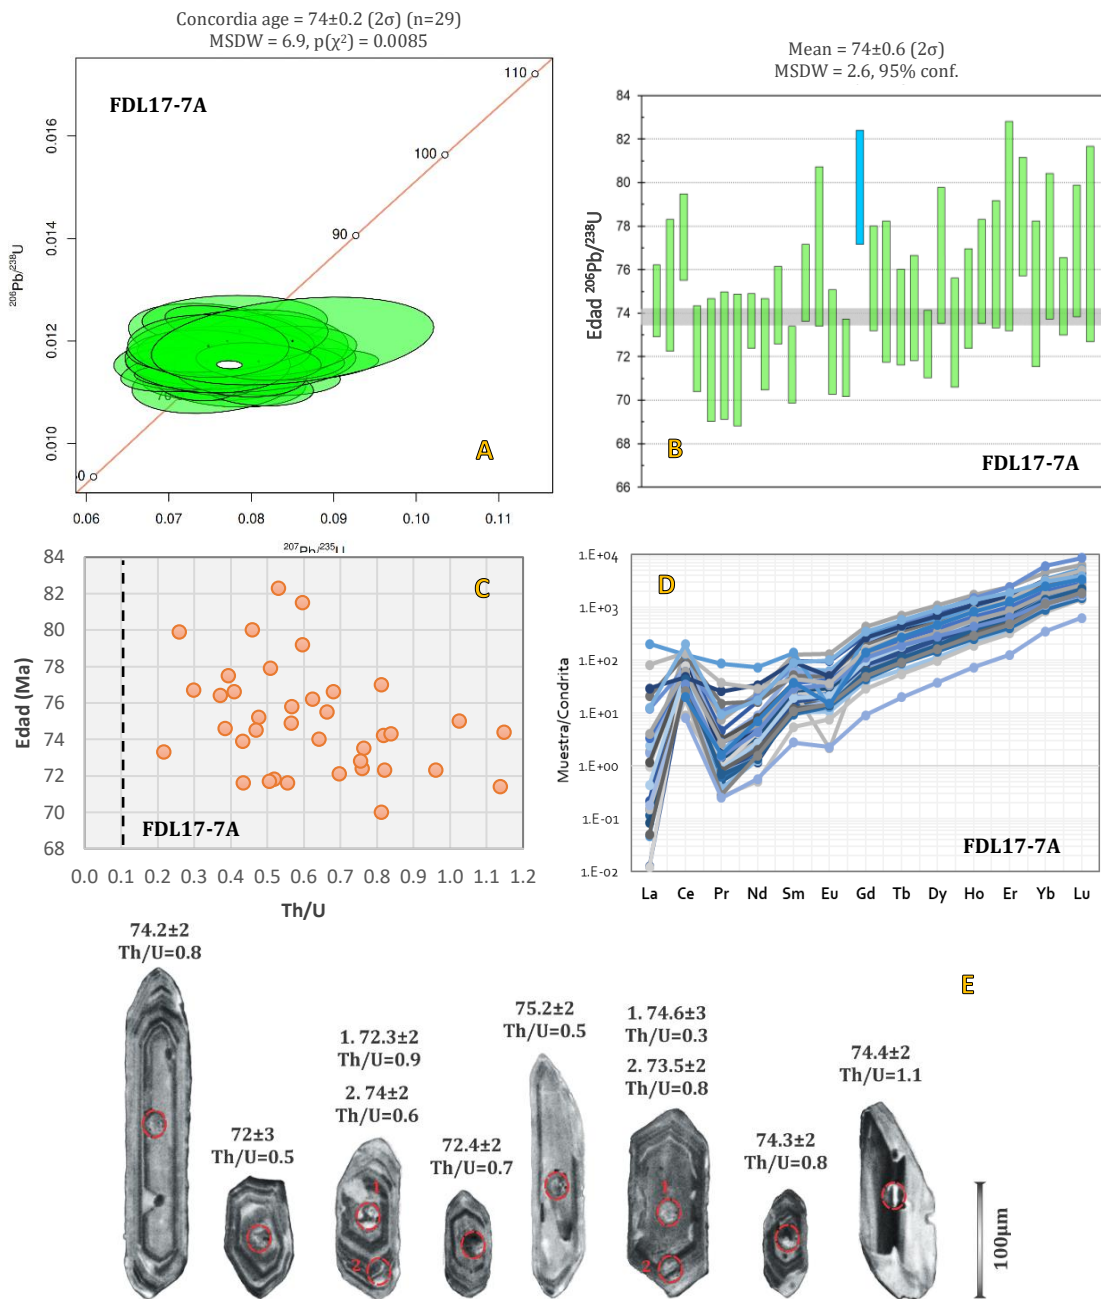 Concordia age = 74±0.2 (2σ) (n=29)
MSDW = 6.9, p(χ²) = 0.0085
FDL17-7A
110
100
90
70
0
0.016
0.014
0.012
0.010
²⁰⁶Pb/²³⁸U
0.06 0.07 0.08 0.09 0.10 0.11
²⁰⁷Pb/²³⁵U
A
Mean = 74±0.6 (2σ)
MSDW = 2.6, 95% conf.
84
82
80
78
76
74
72
70
68
66
Edad ²⁰⁶Pb/²³⁸U
B
FDL17-7A
84
82
80
78
76
74
72
70
68
Edad (Ma)
C
FDL17-7A
0.0 0.1 0.2 0.3 0.4 0.5 0.6 0.7 0.8 0.9 1.0 1.1 1.2
Th/U
1.E+04
1.E+03
1.E+02
1.E+01
1.E+00
1.E-01
1.E-02
Muestra/Condrita
D
FDL17-7A
La Ce Pr Nd Sm Eu Gd Tb Dy Ho Er Yb Lu
E
74.2±2
Th/U=0.8
72±3
Th/U=0.5
1. 72.3±2
Th/U=0.9
2. 74±2
Th/U=0.6
1
2
72.4±2
Th/U=0.7
75.2±2
Th/U=0.5
1. 74.6±3
Th/U=0.3
2. 73.5±2
Th/U=0.8
1
2
74.3±2
Th/U=0.8
74.4±2
Th/U=1.1
100µm